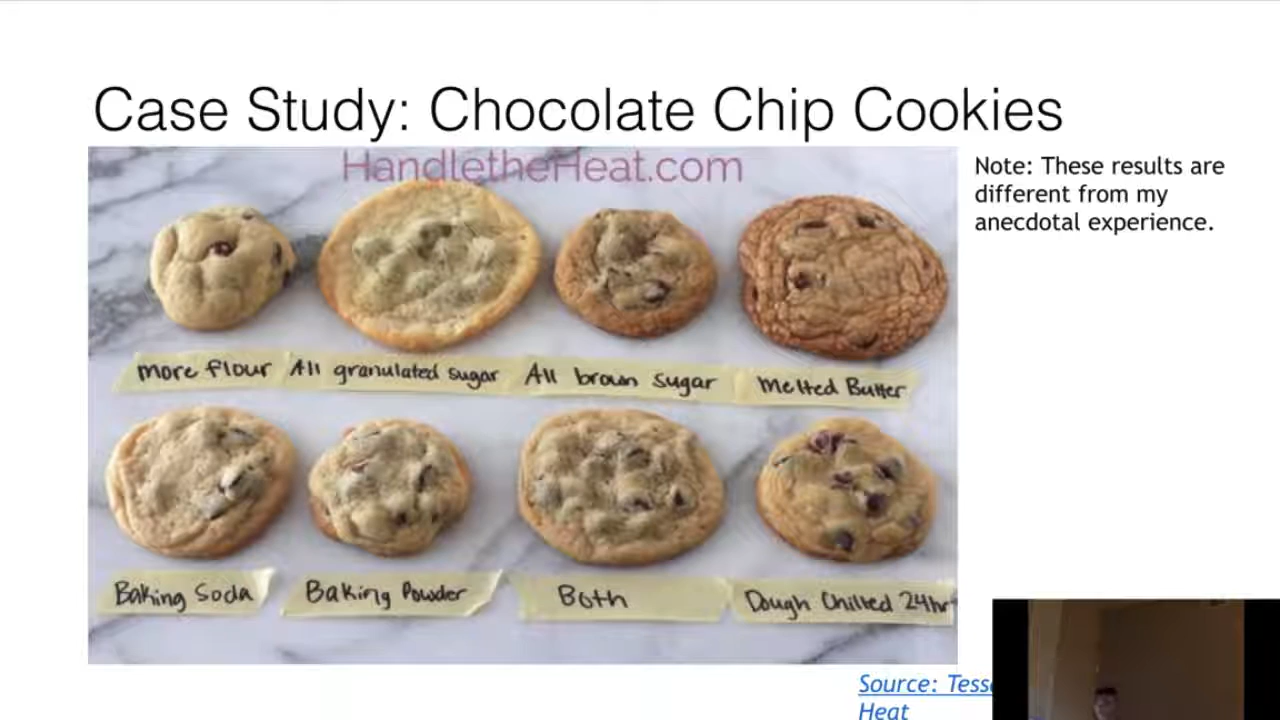 Case Study: Chocolate Chip Cookies
HandletheHeat.com
Note: These results are
different from my
anecdotal experience.
more flour
All granulated sugar
All brown sugar
Melted Butter
Baking Soda
Baking Powder
Both
Dough Chilled 24hr
Source: Tess
Heat